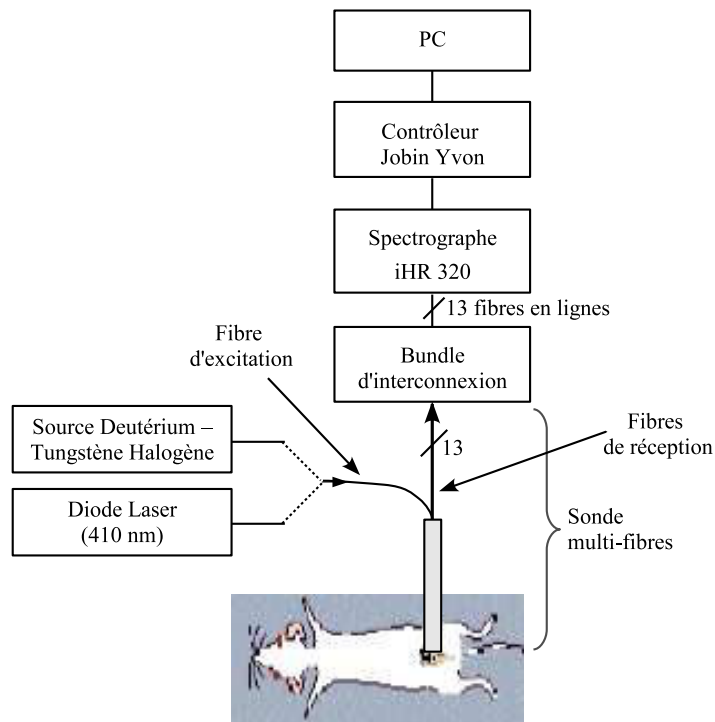 PC
Contrôleur
Jobin Yvon
Spectrographe
iHR 320
13 fibres en lignes
Fibre
d'excitation
Bundle
d'interconnexion
Source Deutérium –
Tungstène Halogène
13
Fibres
de réception
Diode Laser
(410 nm)
Sonde
multi-fibres